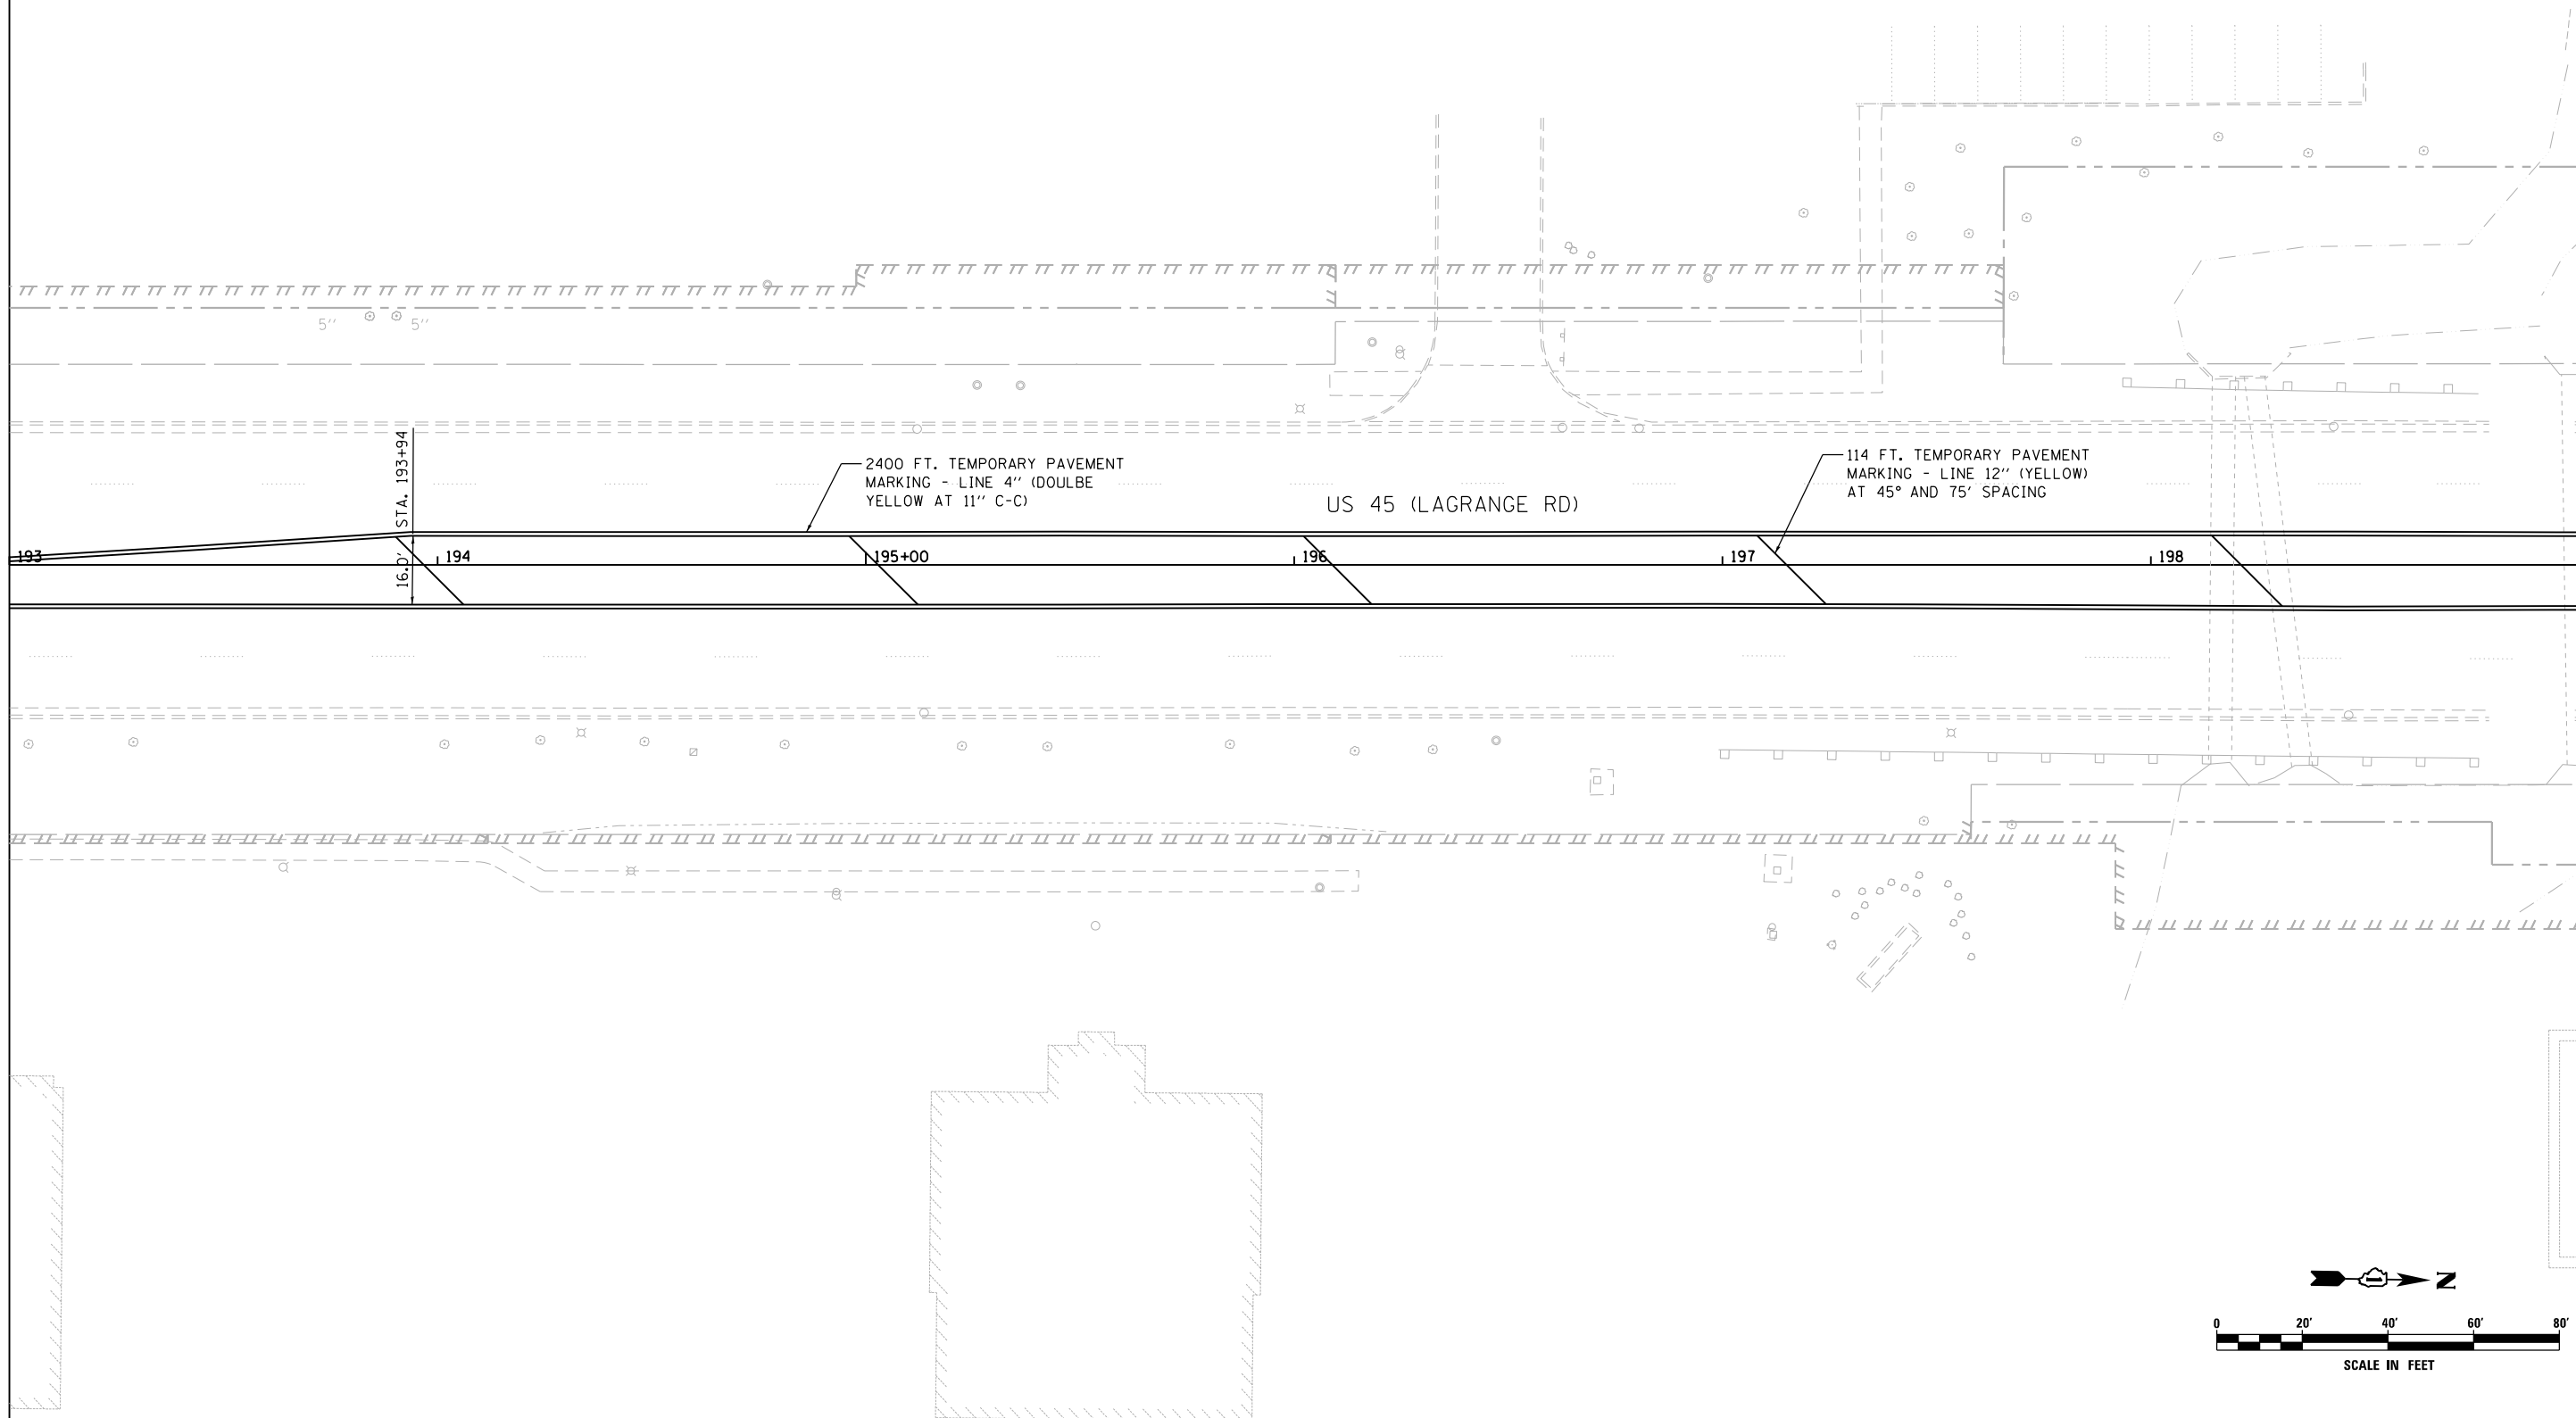 5''
5''
STA. 193+94
16.0'
2400 FT. TEMPORARY PAVEMENT
MARKING - LINE 4'' (DOULBE
YELLOW AT 11'' C-C)
US 45 (LAGRANGE RD)
114 FT. TEMPORARY PAVEMENT
MARKING - LINE 12'' (YELLOW)
AT 45° AND 75' SPACING
193
194
195+00
196
197
198
N
0 20' 40' 60' 80'
SCALE IN FEET